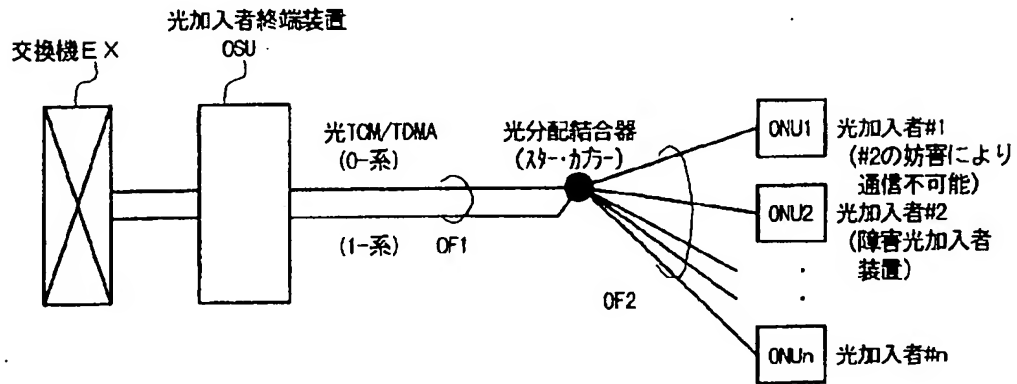 光加入者終端装置
OSU
交換機EX
光TCM/TDMA
(0-系)
(1-系)
OF1
光分配結合器
(スター・カプラー)
OF2
ONU1
光加入者#1
(#2の妨害により
通信不可能)
ONU2
光加入者#2
(障害光加入者
装置)
ONUn
光加入者#n